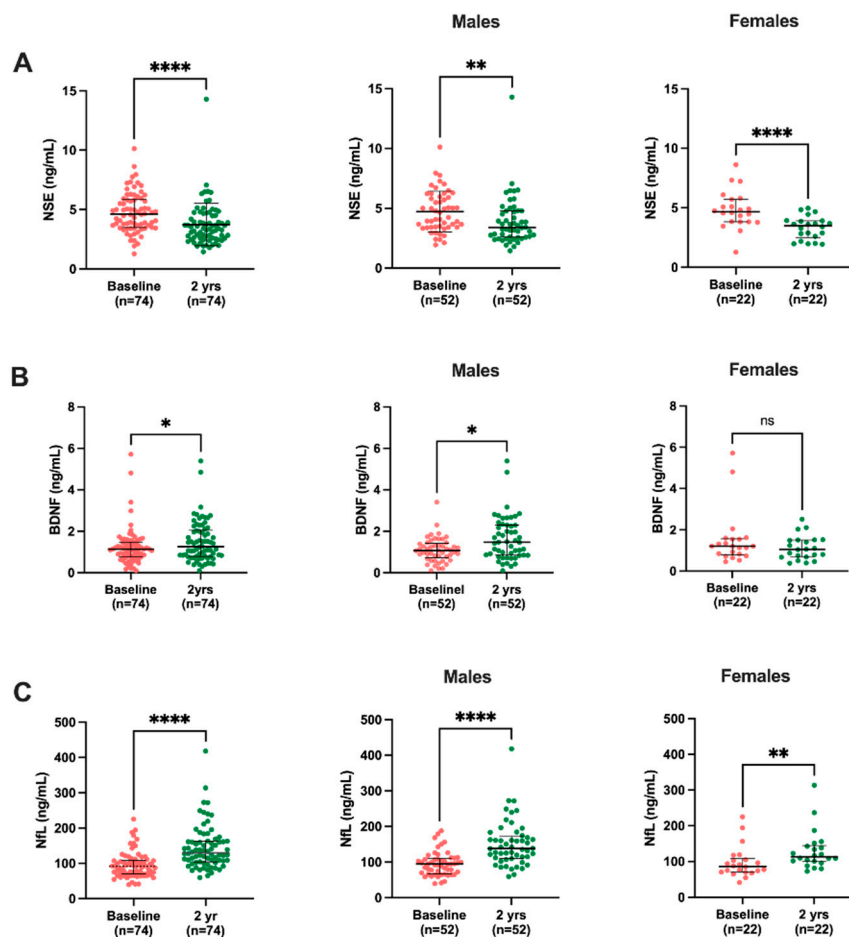 Males
Females
A
****
**
****
NSE (ng/mL)
15
10
5
0
Baseline
(n=74)
2 yrs
(n=74)
NSE (ng/mL)
15
10
5
0
Baseline
(n=52)
2 yrs
(n=52)
NSE (ng/mL)
15
10
5
0
Baseline
(n=22)
2 yrs
(n=22)
B
Males
Females
*
*
ns
BDNF (ng/mL)
8
6
4
2
0
Baseline
(n=74)
2yrs
(n=74)
BDNF (ng/mL)
8
6
4
2
0
Baselinel
(n=52)
2 yrs
(n=52)
BDNF (ng/mL)
8
6
4
2
0
Baseline
(n=22)
2 yrs
(n=22)
C
Males
Females
****
****
**
NfL (ng/mL)
500
400
300
200
100
0
Baseline
(n=74)
2 yr
(n=74)
NfL (ng/mL)
500
400
300
200
100
0
Baseline
(n=52)
2 yrs
(n=52)
NfL (ng/mL)
500
400
300
200
100
0
Baseline
(n=22)
2 yrs
(n=22)